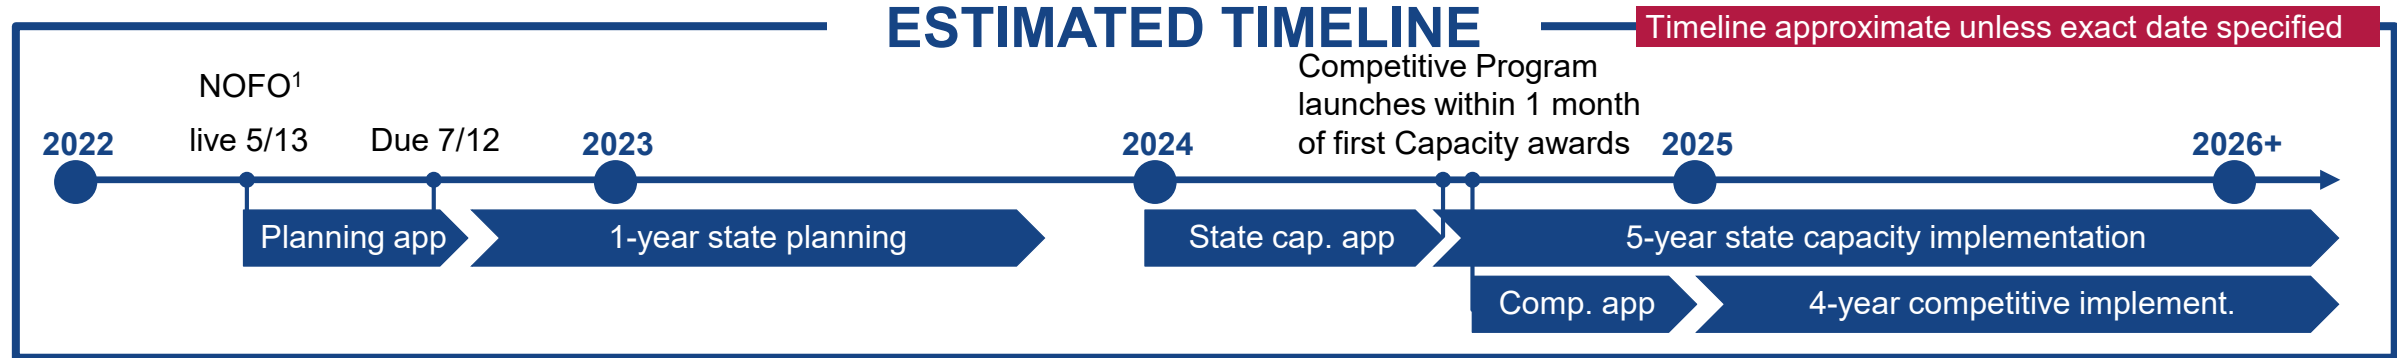 ESTIMATED TIMELINE
Timeline approximate unless exact date specified
NOFO¹
live 5/13
Due 7/12
Competitive Program
launches within 1 month
of first Capacity awards
2022
2023
2024
2025
2026+
Planning app
1-year state planning
State cap. app
5-year state capacity implementation
Comp. app
4-year competitive implement.